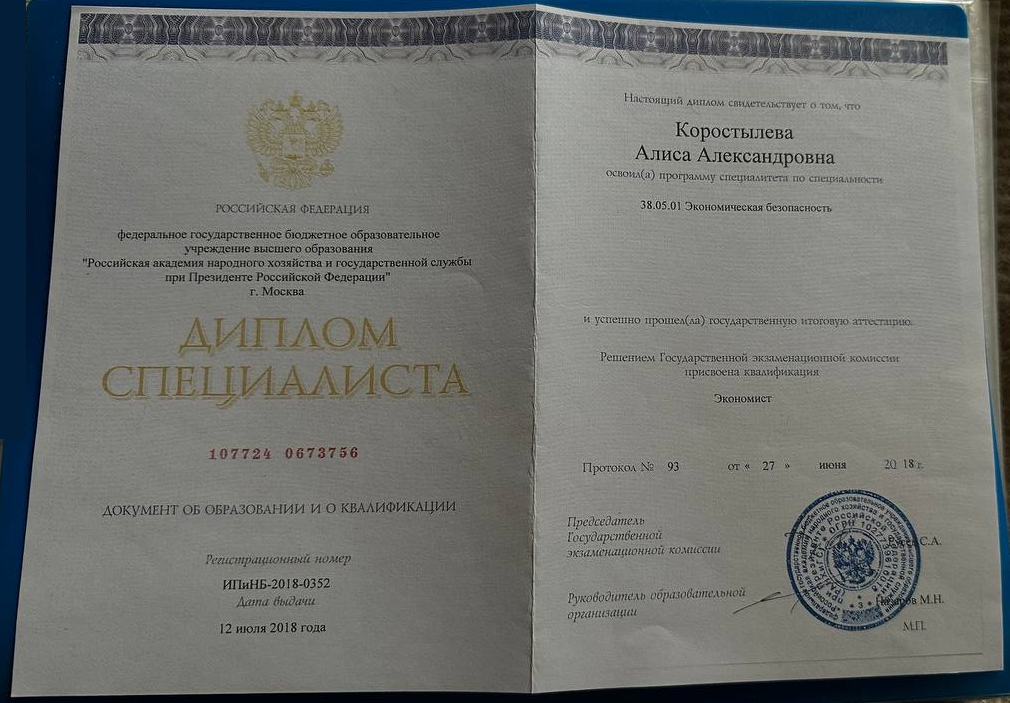 РОССИЙСКАЯ ФЕДЕРАЦИЯ
федеральное государственное бюджетное образовательное
учреждение высшего образования
"Российская академия народного хозяйства и государственной службы
при Президенте Российской Федерации"
г. Москва
ДИПЛОМ
СПЕЦИАЛИСТА
107724 0673756
ДОКУМЕНТ ОБ ОБРАЗОВАНИИ И О КВАЛИФИКАЦИИ
Регистрационный номер
ИПиНБ-2018-0352
Дата выдачи
12 июля 2018 года
Настоящий диплом свидетельствует о том, что
Коростылева
Алиса Александровна
освоил(а) программу специалитета по специальности
38.05.01 Экономическая безопасность
и успешно прошел(ла) государственную итоговую аттестацию.
Решением Государственной экзаменационной комиссии
присвоена квалификация
Экономист
Протокол № 93 от « 27 » июня 20 18 г.
Председатель
Государственной
экзаменационной комиссии
С.А.
Руководитель образовательной
организации
М.Н.
М.П.